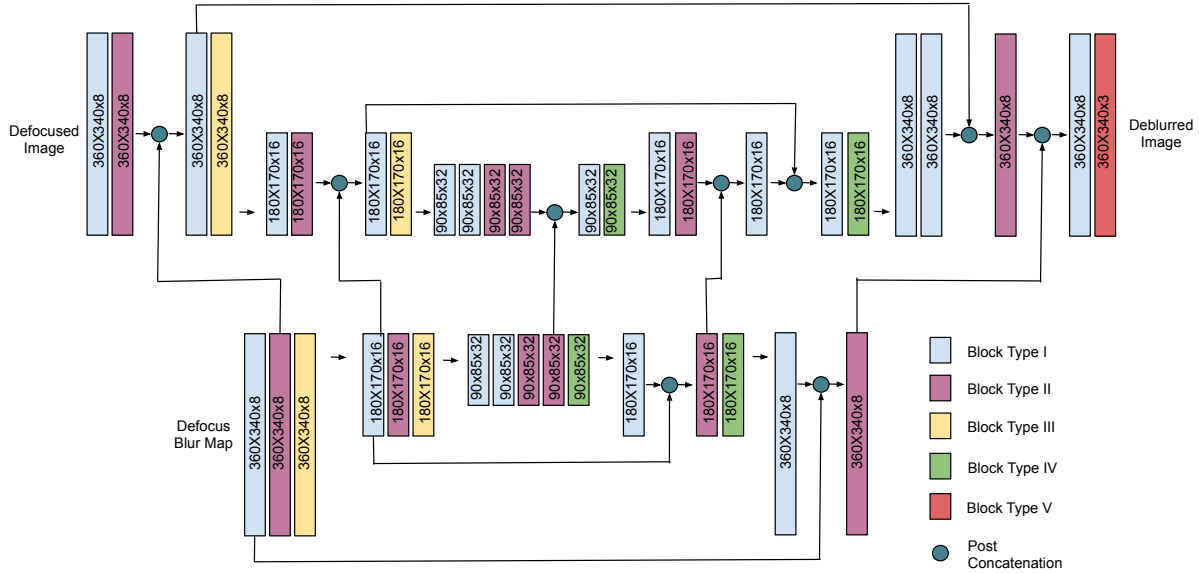 Defocused
Image
360X340x8
360X340x8
360X340x8
360X340x8
180X170x16
180X170x16
180X170x16
180X170x16
90x85x32
90x85x32
90x85x32
90x85x32
90x85x32
90x85x32
180X170x16
180X170x16
180X170x16
180X170x16
180X170x16
360X340x8
360X340x8
360X340x8
360X340x8
360X340x3
Deblurred
Image
Defocus
Blur Map
360X340x8
360X340x8
360X340x8
180X170x16
180X170x16
180X170x16
90x85x32
90x85x32
90x85x32
90x85x32
90x85x32
180X170x16
180X170x16
180X170x16
360X340x8
360X340x8
Block Type I
Block Type II
Block Type III
Block Type IV
Block Type V
Post
Concatenation